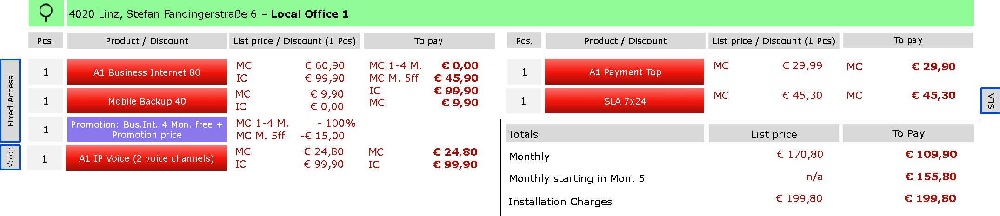 4020 Linz, Stefan Fandingerstraße 6 – Local Office 1
Pcs. Product / Discount List price / Discount (1 Pcs) To pay
Fixed Access
1 A1 Business Internet 80 MC € 60,90 MC 1-4 M. € 0,00
IC € 99,90 MC M. 5ff € 45,90
IC € 99,90
1 Mobile Backup 40 MC € 9,90 MC € 9,90
IC € 0,00
1 Promotion: Bus.Int. 4 Mon. free + MC 1-4 M. - 100%
Promotion price MC M. 5ff -€ 15,00
Voice
1 A1 IP Voice (2 voice channels) MC € 24,80 MC € 24,80
IC € 99,90 IC € 99,90
Pcs. Product / Discount List price / Discount (1 Pcs) To pay
1 A1 Payment Top MC € 29,99 MC € 29,90
1 SLA 7x24 MC € 45,30 MC € 45,30
SLA
Totals List price To Pay
Monthly € 170,80 € 109,90
Monthly starting in Mon. 5 n/a € 155,80
Installation Charges € 199,80 € 199,80